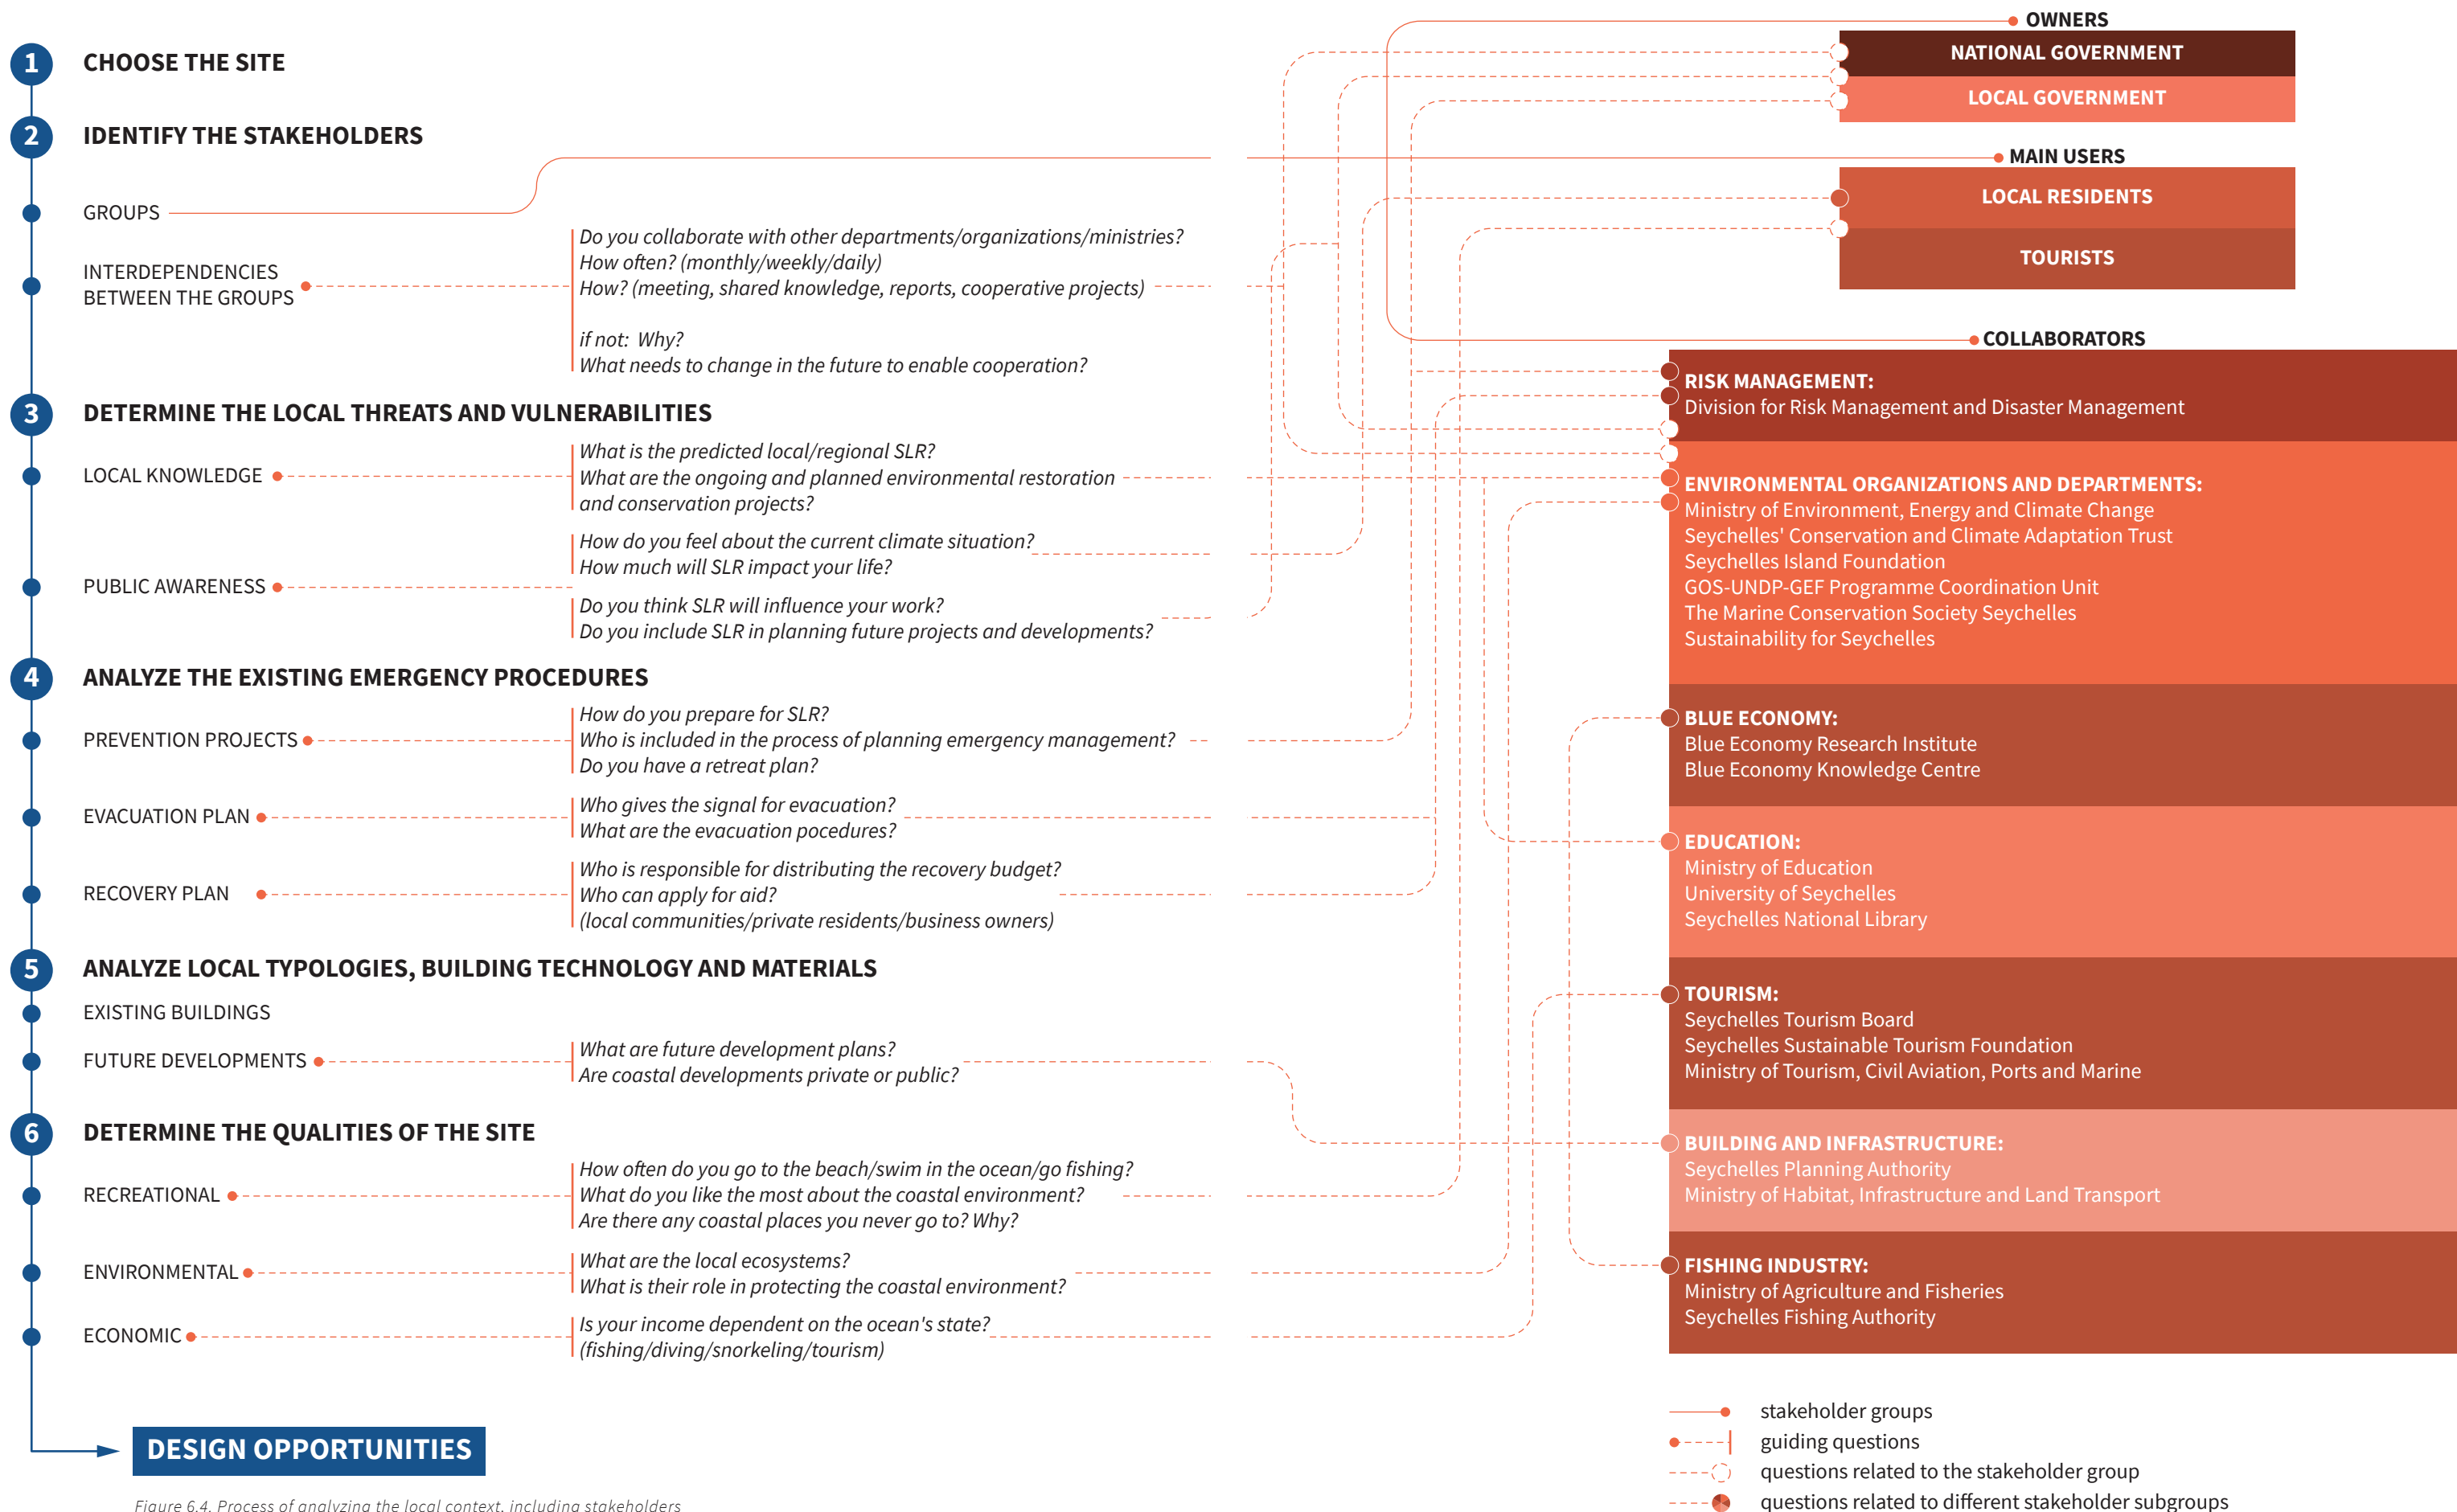 1
CHOOSE THE SITE
2
IDENTIFY THE STAKEHOLDERS
GROUPS
INTERDEPENDENCIES
BETWEEN THE GROUPS
Do you collaborate with other departments/organizations/ministries?
How often? (monthly/weekly/daily)
How? (meeting, shared knowledge, reports, cooperative projects)
if not: Why?
What needs to change in the future to enable cooperation?
3
DETERMINE THE LOCAL THREATS AND VULNERABILITIES
LOCAL KNOWLEDGE
What is the predicted local/regional SLR?
What are the ongoing and planned environmental restoration
and conservation projects?
PUBLIC AWARENESS
How do you feel about the current climate situation?
How much will SLR impact your life?
Do you think SLR will influence your work?
Do you include SLR in planning future projects and developments?
4
ANALYZE THE EXISTING EMERGENCY PROCEDURES
PREVENTION PROJECTS
How do you prepare for SLR?
Who is included in the process of planning emergency management?
Do you have a retreat plan?
EVACUATION PLAN
Who gives the signal for evacuation?
What are the evacuation pocedures?
RECOVERY PLAN
Who is responsible for distributing the recovery budget?
Who can apply for aid?
(local communities/private residents/business owners)
5
ANALYZE LOCAL TYPOLOGIES, BUILDING TECHNOLOGY AND MATERIALS
EXISTING BUILDINGS
FUTURE DEVELOPMENTS
What are future development plans?
Are coastal developments private or public?
6
DETERMINE THE QUALITIES OF THE SITE
RECREATIONAL
How often do you go to the beach/swim in the ocean/go fishing?
What do you like the most about the coastal environment?
Are there any coastal places you never go to? Why?
ENVIRONMENTAL
What are the local ecosystems?
What is their role in protecting the coastal environment?
ECONOMIC
Is your income dependent on the ocean's state?
(fishing/diving/snorkeling/tourism)
DESIGN OPPORTUNITIES
Figure 6.4. Process of analyzing the local context, including stakeholders
OWNERS
NATIONAL GOVERNMENT
LOCAL GOVERNMENT
MAIN USERS
LOCAL RESIDENTS
TOURISTS
COLLABORATORS
RISK MANAGEMENT:
Division for Risk Management and Disaster Management
ENVIRONMENTAL ORGANIZATIONS AND DEPARTMENTS:
Ministry of Environment, Energy and Climate Change
Seychelles' Conservation and Climate Adaptation Trust
Seychelles Island Foundation
GOS-UNDP-GEF Programme Coordination Unit
The Marine Conservation Society Seychelles
Sustainability for Seychelles
BLUE ECONOMY:
Blue Economy Research Institute
Blue Economy Knowledge Centre
EDUCATION:
Ministry of Education
University of Seychelles
Seychelles National Library
TOURISM:
Seychelles Tourism Board
Seychelles Sustainable Tourism Foundation
Ministry of Tourism, Civil Aviation, Ports and Marine
BUILDING AND INFRASTRUCTURE:
Seychelles Planning Authority
Ministry of Habitat, Infrastructure and Land Transport
FISHING INDUSTRY:
Ministry of Agriculture and Fisheries
Seychelles Fishing Authority
stakeholder groups
guiding questions
questions related to the stakeholder group
questions related to different stakeholder subgroups